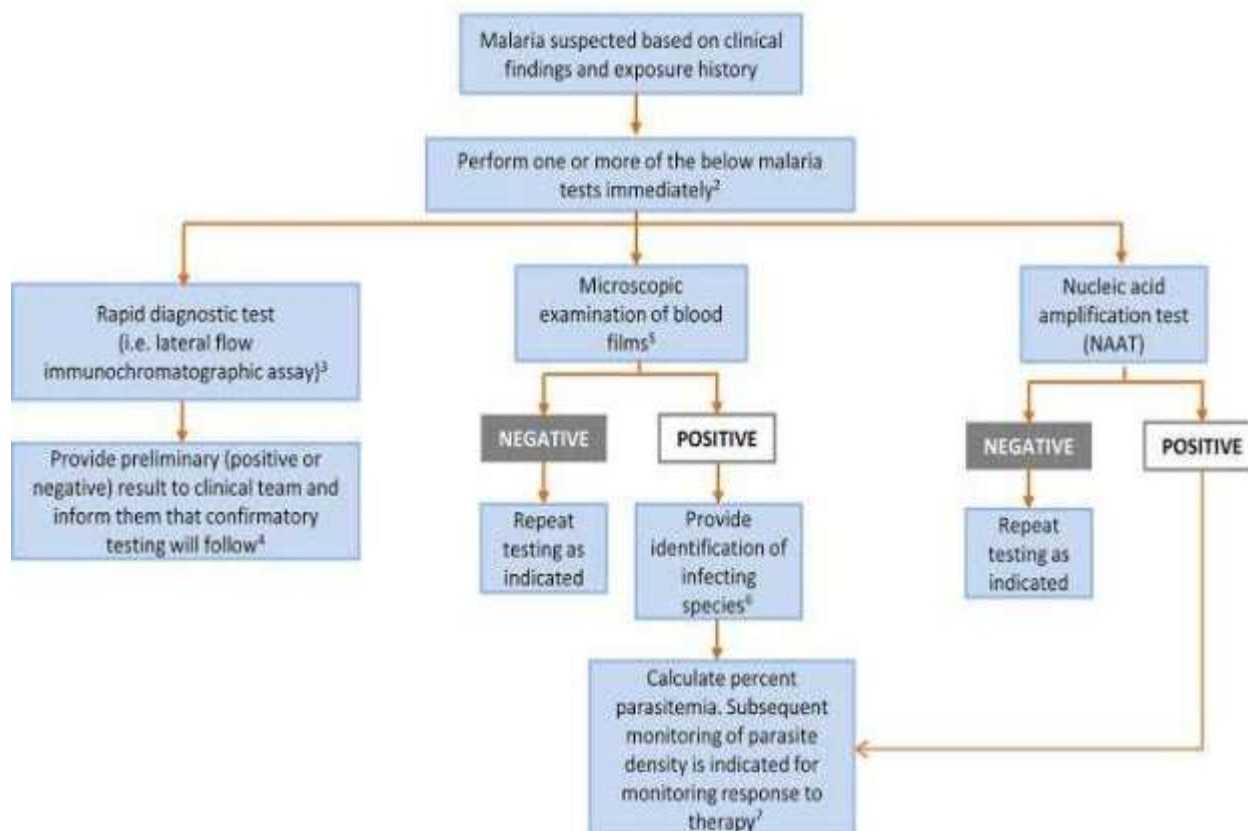 Malaria suspected based on clinical
findings and exposure history
Perform one or more of the below malaria
tests immediately²
Rapid diagnostic test
(i.e. lateral flow
immunochromatographic assay)³
Provide preliminary (positive or
negative) result to clinical team and
inform them that confirmatory
testing will follow⁴
Microscopic
examination of blood
films⁵
NEGATIVE
POSITIVE
Repeat
testing as
indicated
Provide
identification of
infecting
species⁶
Calculate percent
parasitemia. Subsequent
monitoring of parasite
density is indicated for
monitoring response to
therapy⁷
Nucleic acid
amplification test
(NAAT)
NEGATIVE
POSITIVE
Repeat
testing as
indicated